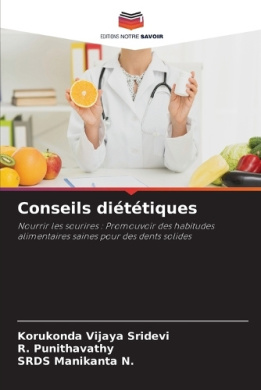 EDITIONS NOTRE SAVOIR
Conseils diététiques
Nourrir les sourires : Promouvoir des habitudes
alimentaires saines pour des dents solides
Korukonda Vijaya Sridevi
R. Punithavathy
SRDS Manikanta N.